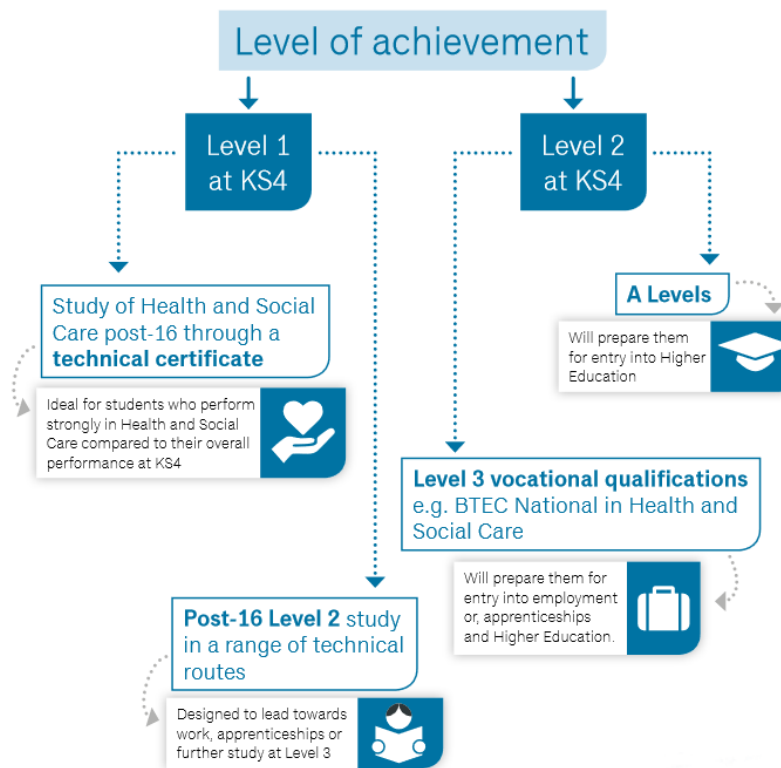 Level of achievement
Level 1
at KS4
Level 2
at KS4
Study of Health and Social
Care post-16 through a
technical certificate
Ideal for students who perform
strongly in Health and Social
Care compared to their overall
performance at KS4
Post-16 Level 2 study
in a range of technical
routes
Designed to lead towards
work, apprenticeships or
further study at Level 3
A Levels
Will prepare them
for entry into Higher
Education
Level 3 vocational qualifications
e.g. BTEC National in Health and
Social Care
Will prepare them for
entry into employment
or, apprenticeships
and Higher Education.